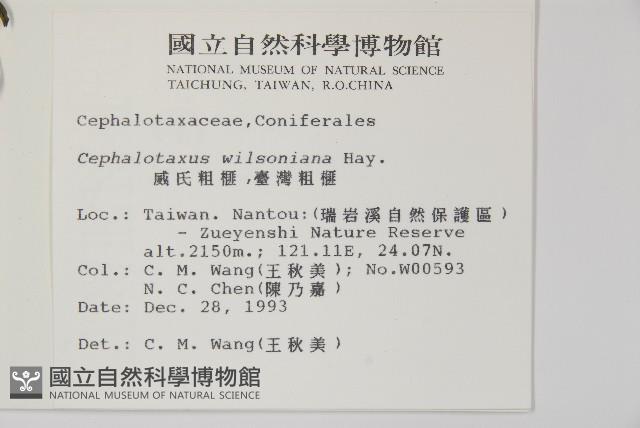 國立自然科學博物館
NATIONAL MUSEUM OF NATURAL SCIENCE
TAICHUNG, TAIWAN, R.O.CHINA
Cephalotaxaceae,Coniferales
Cephalotaxus wilsoniana Hay.
威氏粗榧,臺灣粗榧
Loc.: Taiwan. Nantou:(瑞岩溪自然保護區)
- Zueyenshi Nature Reserve
alt.2150m.; 121.11E, 24.07N.
Col.: C. M. Wang(王秋美); No.W00593
N. C. Chen(陳乃嘉)
Date: Dec. 28, 1993
Det.: C. M. Wang(王秋美)
國立自然科學博物館
NATIONAL MUSEUM OF NATURAL SCIENCE